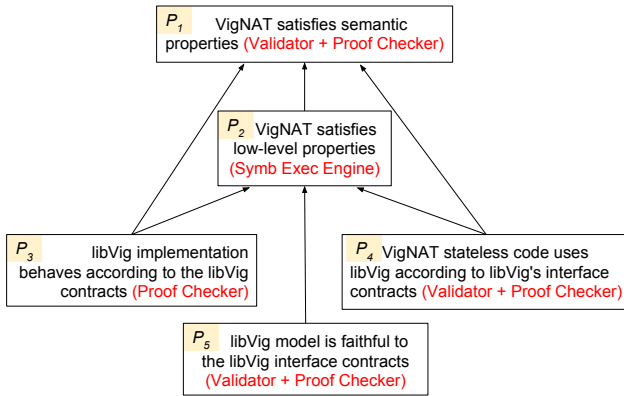 P1 VigNAT satisfies semantic
properties (Validator + Proof Checker)
P2 VigNAT satisfies
low-level properties
(Symb Exec Engine)
P3 libVig implementation
behaves according to the libVig
contracts (Proof Checker)
P4 VigNAT stateless code uses
libVig according to libVig's interface
contracts (Validator + Proof Checker)
P5 libVig model is faithful to
the libVig interface contracts
(Validator + Proof Checker)